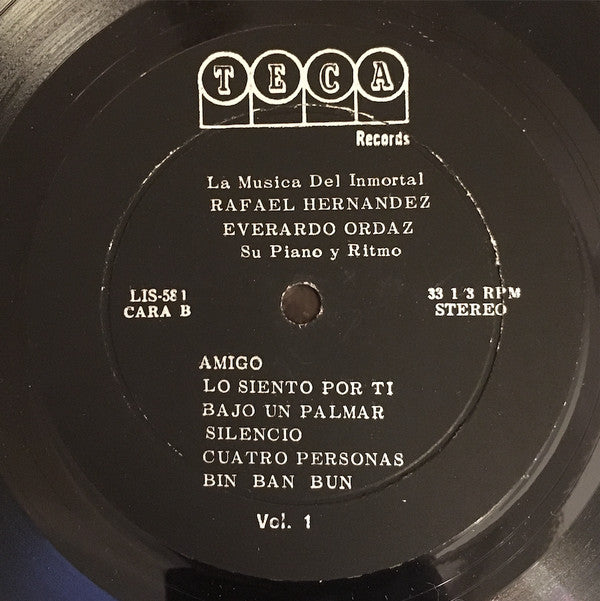 TECA
Records
La Musica Del Inmortal
RAFAEL HERNANDEZ
EVERARDO ORDAZ
Su Piano y Ritmo
LIS-581
CARA B
33 1/3 RPM
STEREO
AMIGO
LO SIENTO POR TI
BAJO UN PALMAR
SILENCIO
CUATRO PERSONAS
BIN BAN BUN
Vol. 1